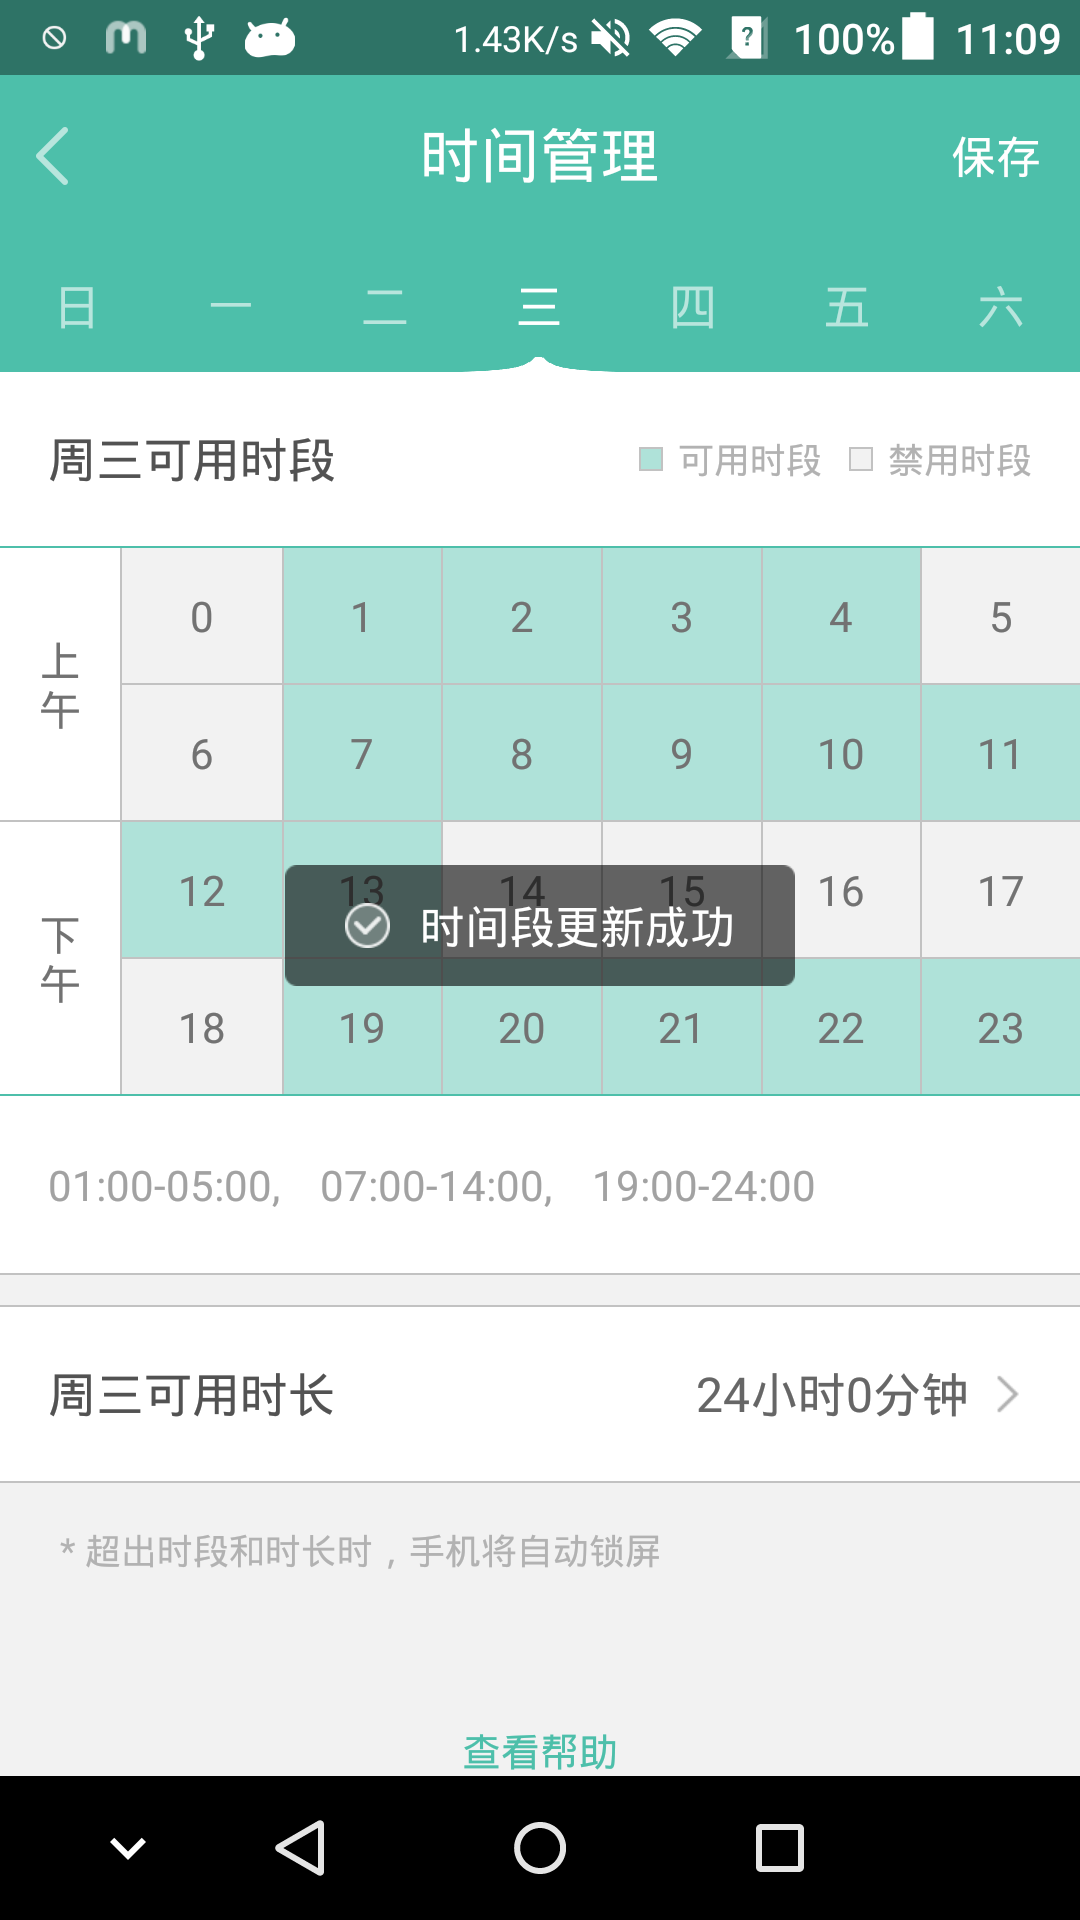 1.43K/s 100% 11:09
时间管理 保存
日 一 二 三 四 五 六
周三可用时段 可用时段 禁用时段
上午 0 1 2 3 4 5
6 7 8 9 10 11
下午 12 13 14 15 16 17
时间段更新成功
18 19 20 21 22 23
01:00-05:00, 07:00-14:00, 19:00-24:00
周三可用时长 24小时0分钟
* 超出时段和时长时，手机将自动锁屏
查看帮助